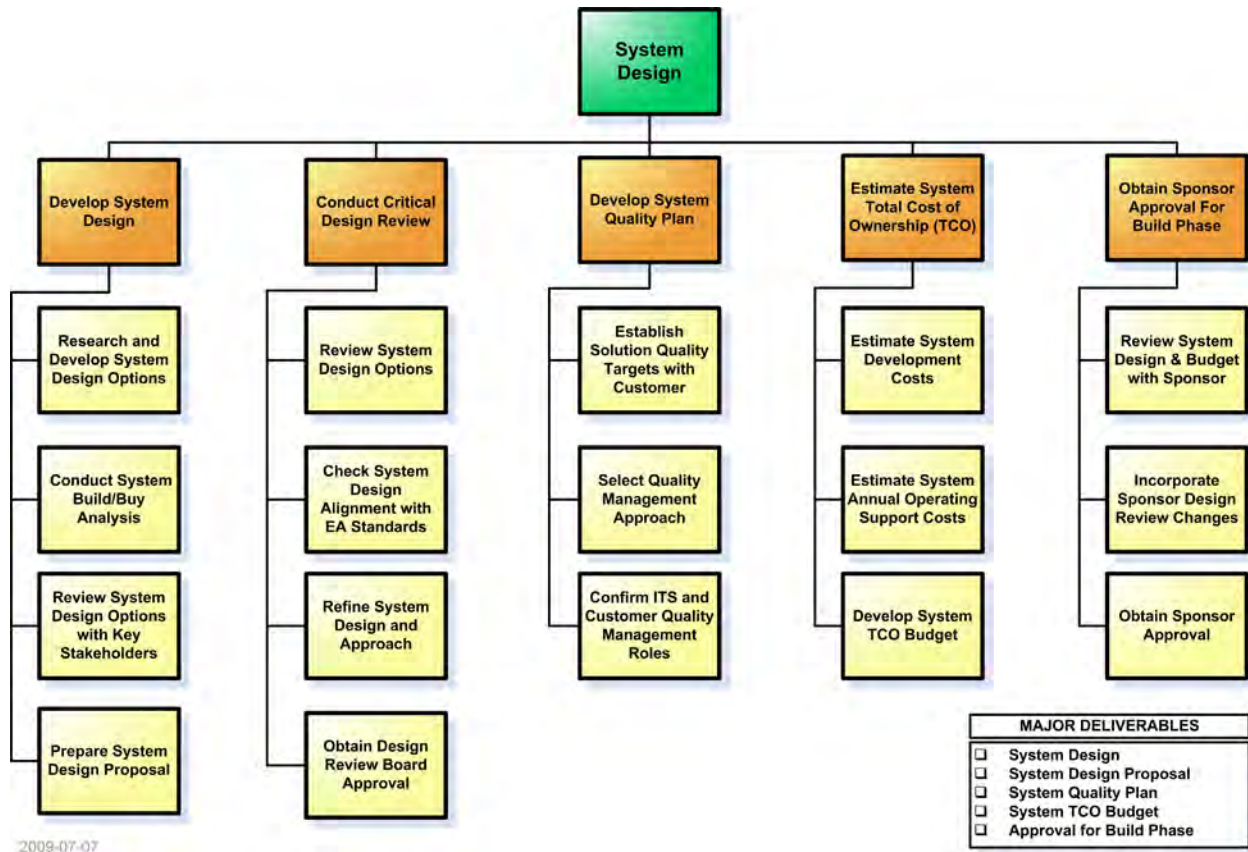 System
Design
Develop System
Design
Conduct Critical
Design Review
Develop System
Quality Plan
Estimate System
Total Cost of
Ownership (TCO)
Obtain Sponsor
Approval For
Build Phase
Research and
Develop System
Design Options
Review System
Design Options
Establish
Solution Quality
Targets with
Customer
Estimate System
Development
Costs
Review System
Design & Budget
with Sponsor
Conduct System
Build/Buy
Analysis
Check System
Design
Alignment with
EA Standards
Select Quality
Management
Approach
Estimate System
Annual Operating
Support Costs
Incorporate
Sponsor Design
Review Changes
Review System
Design Options
with Key
Stakeholders
Refine System
Design and
Approach
Confirm ITS and
Customer Quality
Management
Roles
Develop System
TCO Budget
Obtain Sponsor
Approval
Prepare System
Design Proposal
Obtain Design
Review Board
Approval
MAJOR DELIVERABLES
System Design
System Design Proposal
System Quality Plan
System TCO Budget
Approval for Build Phase
2009-07-07